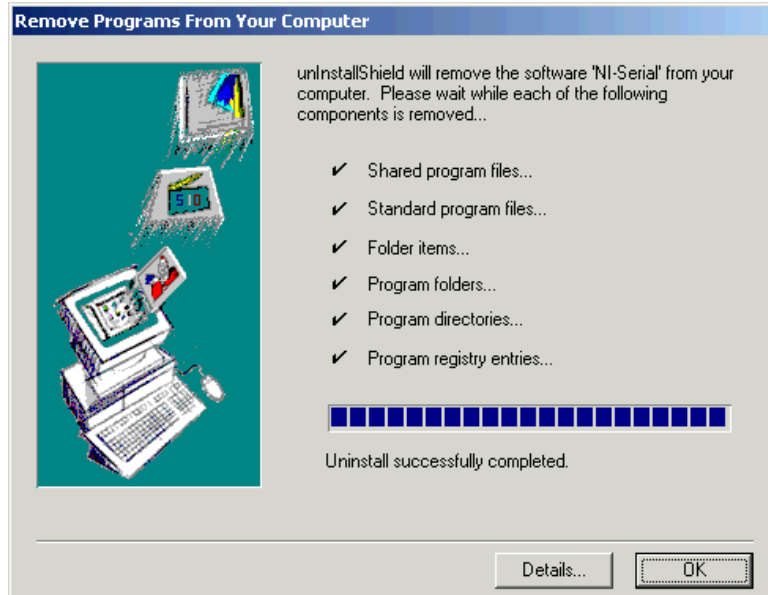 Remove Programs From Your Computer
unInstallShield will remove the software 'NI-Serial' from your
computer.  Please wait while each of the following
components is removed...
✔ Shared program files...
✔ Standard program files...
✔ Folder items...
✔ Program folders...
✔ Program directories...
✔ Program registry entries...
510
Uninstall successfully completed.
Details...
OK